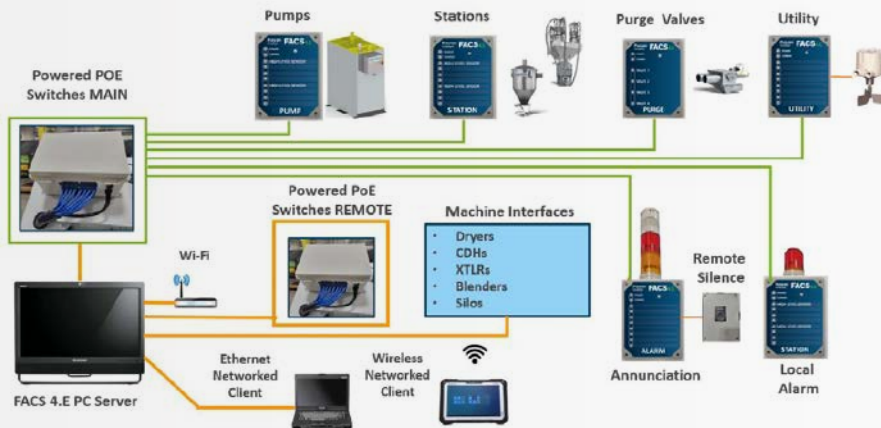 Pumps
Stations
Purge Valves
Utility
Powered POE
Switches MAIN
FACS
PUMP
FACS
STATION
FACS
PURGE
FACS
UTILITY
Powered PoE
Switches REMOTE
Machine Interfaces
• Dryers
• CDHs
• XTLRs
• Blenders
• Silos
Wi-Fi
Remote
Silence
FACS
ALARM
FACS
STATION
Annunciation
Local
Alarm
Ethernet
Networked
Client
Wireless
Networked
Client
FACS 4.E PC Server